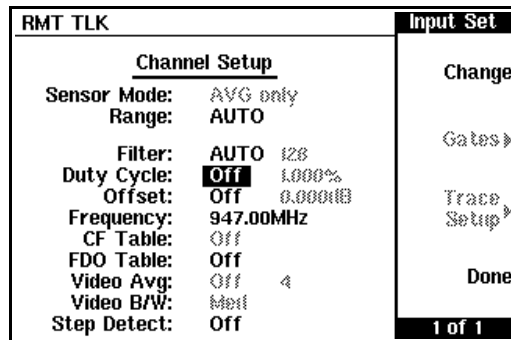 RMT TLK
Input Set
Channel Setup
Change
Sensor Mode: AVG only
Range: AUTO
Gates
Filter: AUTO 128
Duty Cycle: Off 1.000%
Offset: Off 0.000dB
Trace
Setup
Frequency: 947.00MHz
CF Table: Off
FDO Table: Off
Video Avg: Off 4
Done
Video B/W: Med
Step Detect: Off
1 of 1